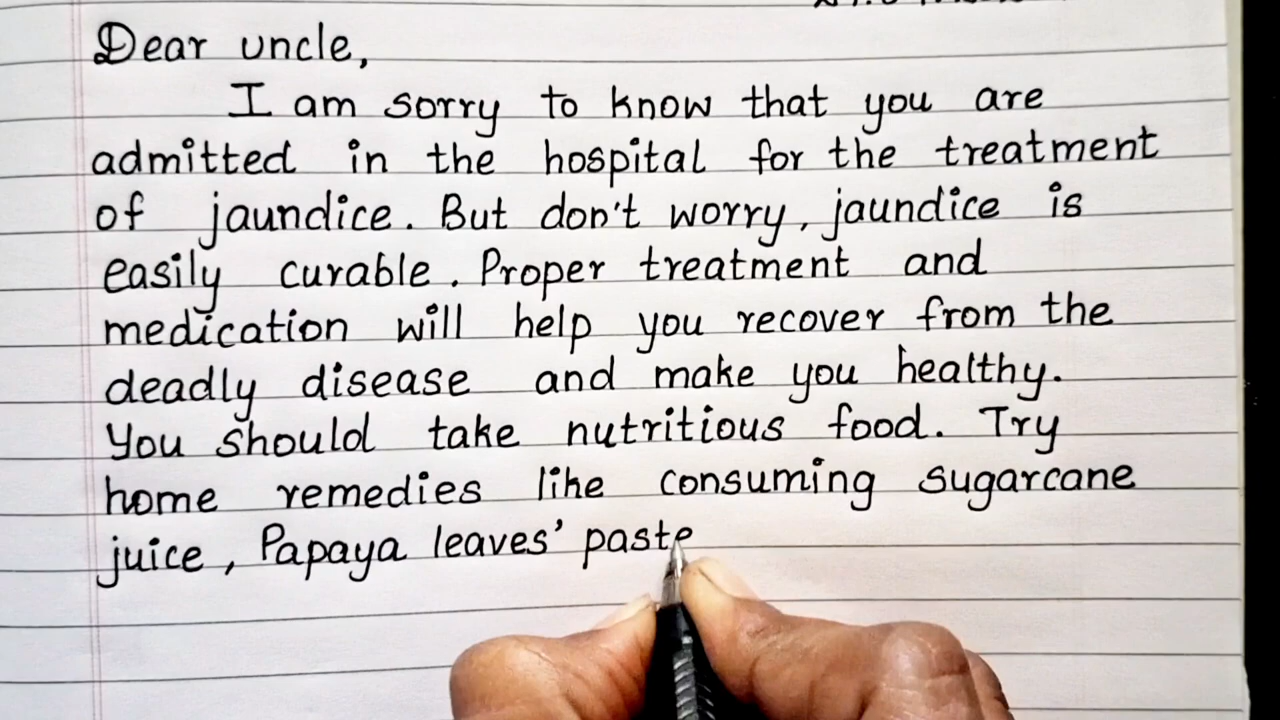 Dear uncle,
I am sorry to know that you are
admitted in the hospital for the treatment
of jaundice. But don't worry, jaundice is
easily curable. Proper treatment and
medication will help you recover from the
deadly disease and make you healthy.
You should take nutritious food. Try
home remedies like consuming sugarcane
juice, Papaya leaves' paste